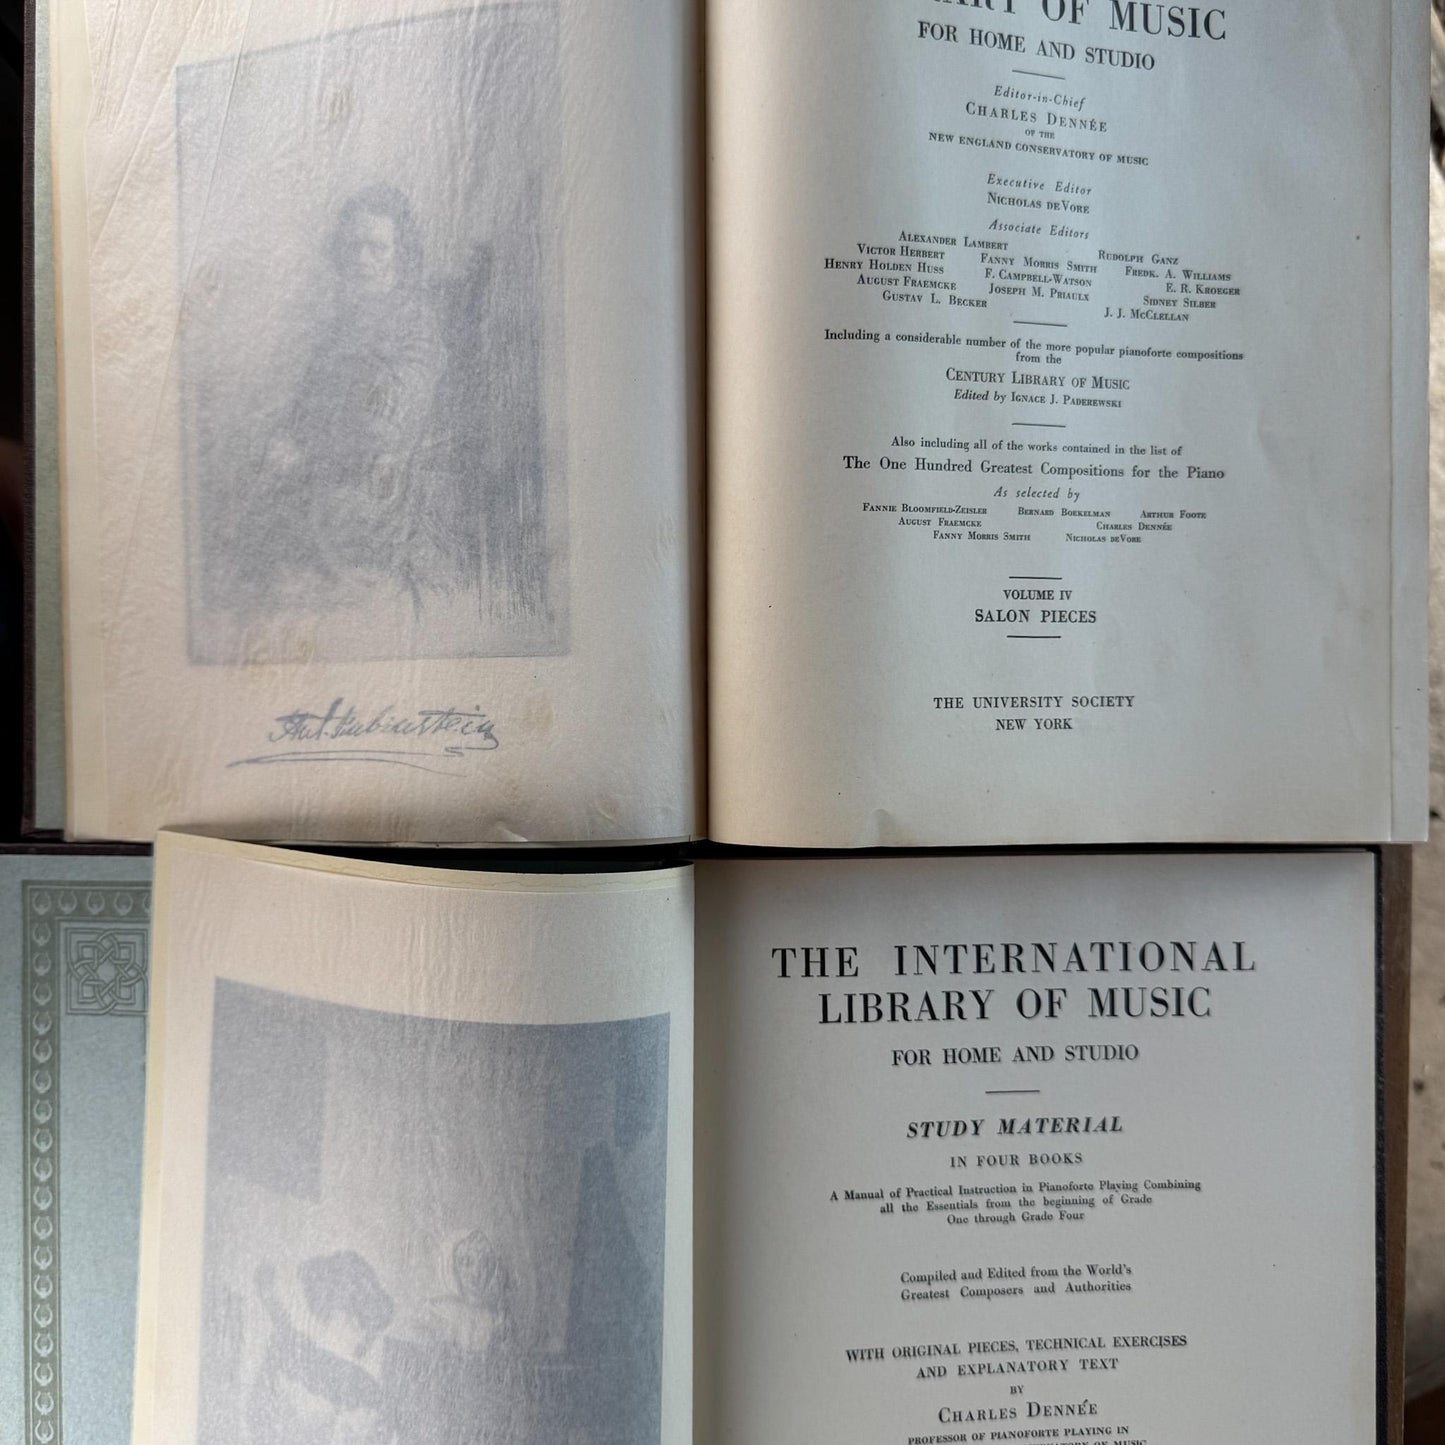 OF MUSIC
FOR HOME AND STUDIO
Editor-in-Chief
CHARLES DENNÉE
OF THE
NEW ENGLAND CONSERVATORY OF MUSIC
Executive Editor
NICHOLAS DEVORE
Associate Editors
ALEXANDER LAMBERT RUDOLPH GANZ
VICTOR HERBERT FANNY MORRIS SMITH FREDK. A. WILLIAMS
HENRY HOLDEN HUSS F. CAMPBELL-WATSON E. R. KROEGER
AUGUST FRAEMCKE JOSEPH M. PRIAULX SIDNEY SILBER
GUSTAV L. BECKER J. J. MCCLELLAN
Including a considerable number of the more popular pianoforte compositions
from the
CENTURY LIBRARY OF MUSIC
Edited by IGNACE J. PADEREWSKI
Also including all of the works contained in the list of
The One Hundred Greatest Compositions for the Piano
As selected by
FANNIE BLOOMFIELD-ZEISLER BERNARD BOEKELMAN ARTHUR FOOTE
AUGUST FRAEMCKE CHARLES DENNÉE
FANNY MORRIS SMITH NICHOLAS DEVORE
VOLUME IV
SALON PIECES
THE UNIVERSITY SOCIETY
NEW YORK
Ant. Rubinstein
THE INTERNATIONAL
LIBRARY OF MUSIC
FOR HOME AND STUDIO
STUDY MATERIAL
IN FOUR BOOKS
A Manual of Practical Instruction in Pianoforte Playing Combining
all the Essentials from the beginning of Grade
One through Grade Four
Compiled and Edited from the World's
Greatest Composers and Authorities
WITH ORIGINAL PIECES, TECHNICAL EXERCISES
AND EXPLANATORY TEXT
BY
CHARLES DENNÉE
PROFESSOR OF PIANOFORTE PLAYING IN
OF MUSIC